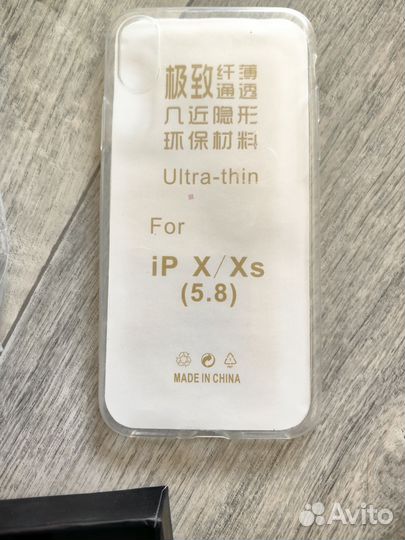 极致纤薄
通透
几近隐形
环保材料
Ultra-thin
For
iP X/Xs
(5.8)
MADE IN CHINA
Avito